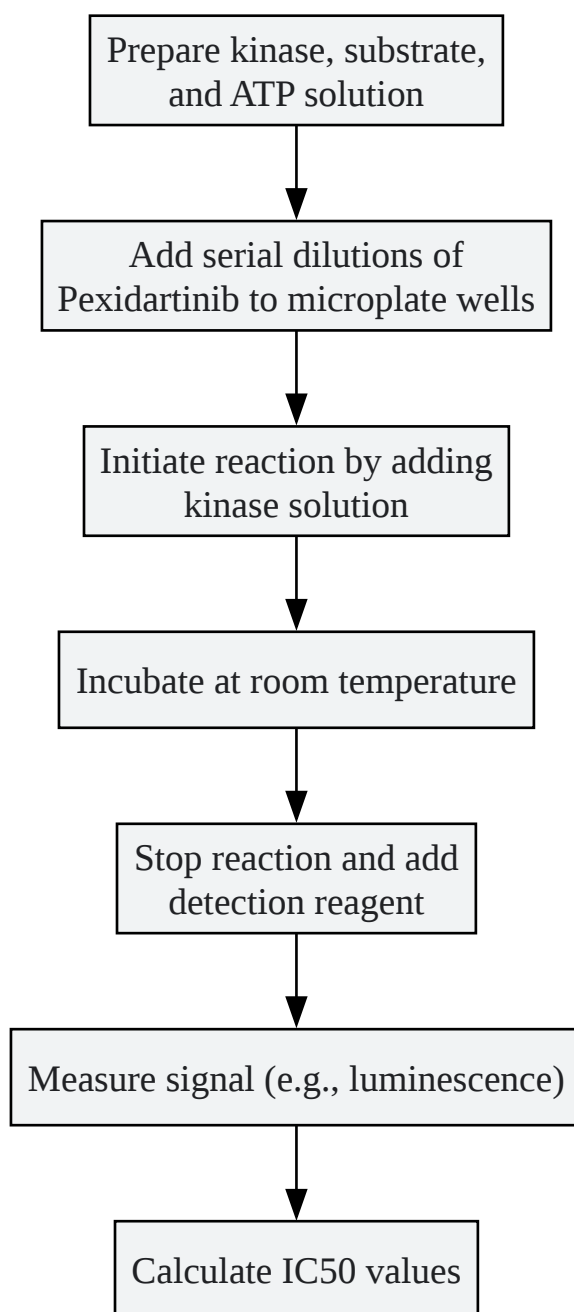 Prepare kinase, substrate,
and ATP solution
Add serial dilutions of
Pexidartinib to microplate wells
Initiate reaction by adding
kinase solution
Incubate at room temperature
Stop reaction and add
detection reagent
Measure signal (e.g., luminescence)
Calculate IC50 values